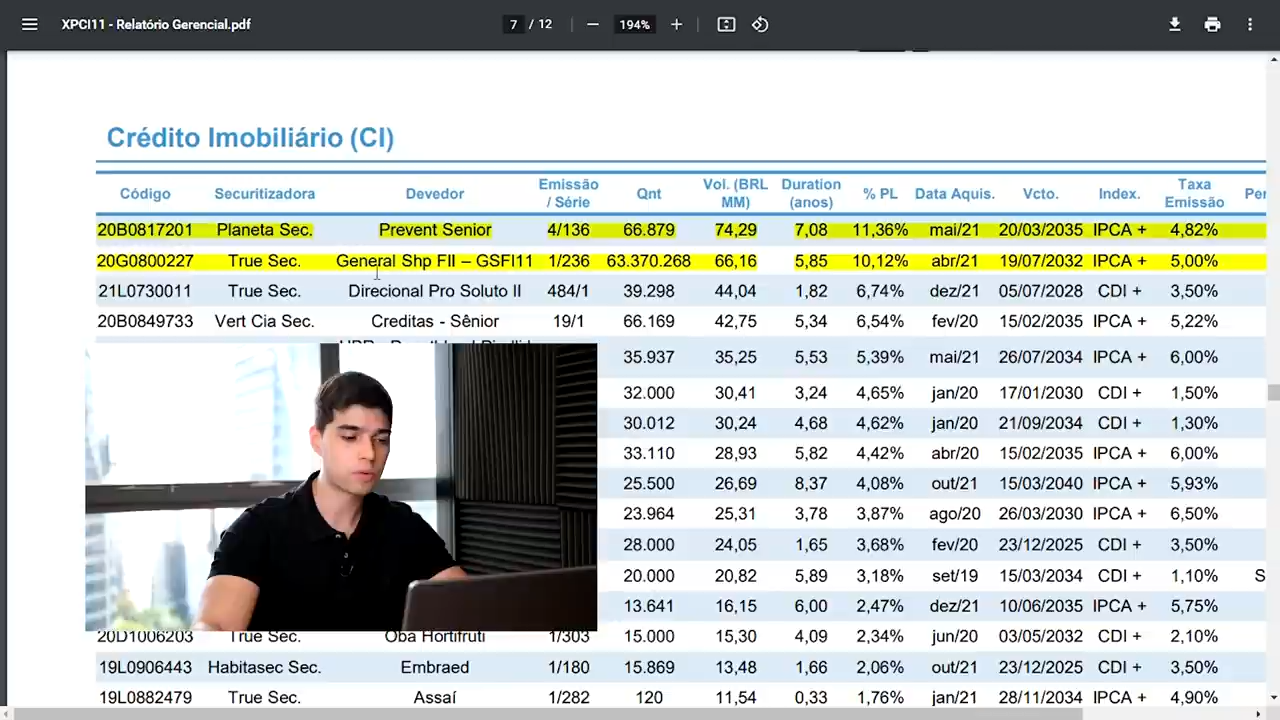 XPCI11 - Relatório Gerencial.pdf 7 / 12 194%
Crédito Imobiliário (CI)
Código Securitizadora Devedor Emissão / Série Qnt Vol. (BRL MM) Duration (anos) % PL Data Aquis. Vcto. Index. Taxa Emissão
20B0817201 Planeta Sec. Prevent Senior 4/136 66.879 74,29 7,08 11,36% mai/21 20/03/2035 IPCA + 4,82%
20G0800227 True Sec. General Shp FII – GSFI11 1/236 63.370.268 66,16 5,85 10,12% abr/21 19/07/2032 IPCA + 5,00%
21L0730011 True Sec. Direcional Pro Soluto II 484/1 39.298 44,04 1,82 6,74% dez/21 05/07/2028 CDI + 3,50%
20B0849733 Vert Cia Sec. Creditas - Sênior 19/1 66.169 42,75 5,34 6,54% fev/20 15/02/2035 IPCA + 5,22%
35.937 35,25 5,53 5,39% mai/21 26/07/2034 IPCA + 6,00%
32.000 30,41 3,24 4,65% jan/20 17/01/2030 CDI + 1,50%
30.012 30,24 4,68 4,62% jan/20 21/09/2034 CDI + 1,30%
33.110 28,93 5,82 4,42% abr/20 15/02/2035 IPCA + 6,00%
25.500 26,69 8,37 4,08% out/21 15/03/2040 IPCA + 5,93%
23.964 25,31 3,78 3,87% ago/20 26/03/2030 IPCA + 6,50%
28.000 24,05 1,65 3,68% fev/20 23/12/2025 CDI + 3,50%
20.000 20,82 5,89 3,18% set/19 15/03/2034 CDI + 1,10%
13.641 16,15 6,00 2,47% dez/21 10/06/2035 IPCA + 5,75%
20D1006203 True Sec. Oba Hortifruti 1/303 15.000 15,30 4,09 2,34% jun/20 03/05/2032 CDI + 2,10%
19L0906443 Habitasec Sec. Embraed 1/180 15.869 13,48 1,66 2,06% out/21 23/12/2025 CDI + 3,50%
19L0882479 True Sec. Assaí 1/282 120 11,54 0,33 1,76% jan/21 28/11/2034 IPCA + 4,90%